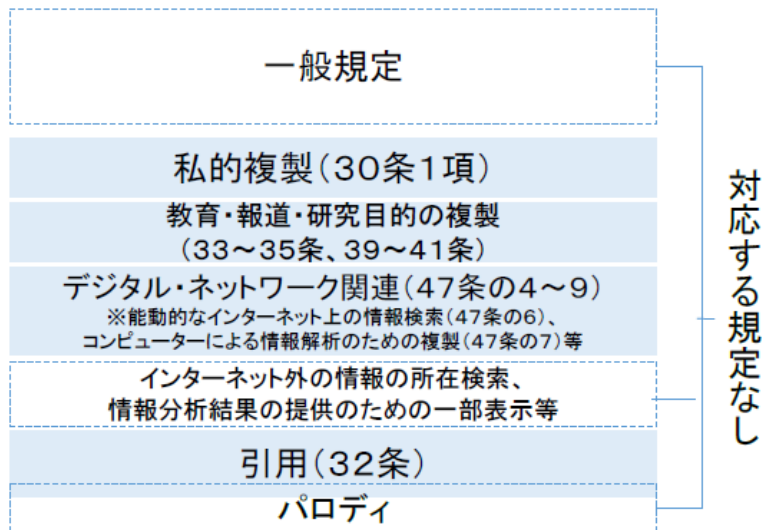 一般規定
私的複製(30条1項)
教育・報道・研究目的の複製
(33～35条、39～41条)
デジタル・ネットワーク関連(47条の4～9)
※能動的なインターネット上の情報検索(47条の6)、
コンピューターによる情報解析のための複製(47条の7)等
インターネット外の情報の所在検索、
情報分析結果の提供のための一部表示等
引用(32条)
パロディ
対応する規定なし